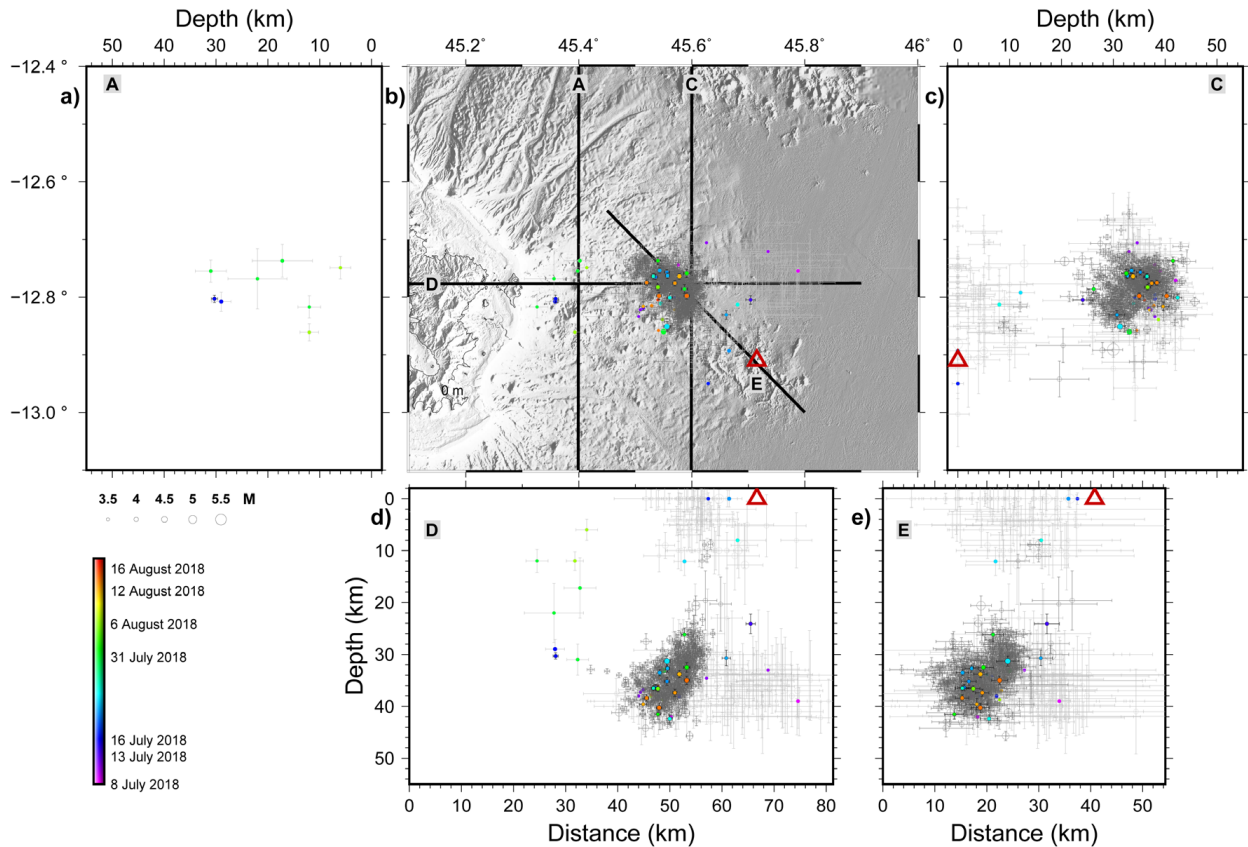 Depth (km)
50 40 30 20 10 0
45.2° 45.4° 45.6° 45.8° 46°
Depth (km)
0 10 20 30 40 50
−12.4°
−12.6°
−12.8°
−13.0°
a)
A
b)
A
C
D
E
0 m
c)
C
3.5 4 4.5 5 5.5 M
16 August 2018
12 August 2018
6 August 2018
31 July 2018
16 July 2018
13 July 2018
8 July 2018
d)
D
0
10
20
30
40
50
Depth (km)
0 10 20 30 40 50 60 70 80
Distance (km)
e)
E
0 10 20 30 40 50
Distance (km)